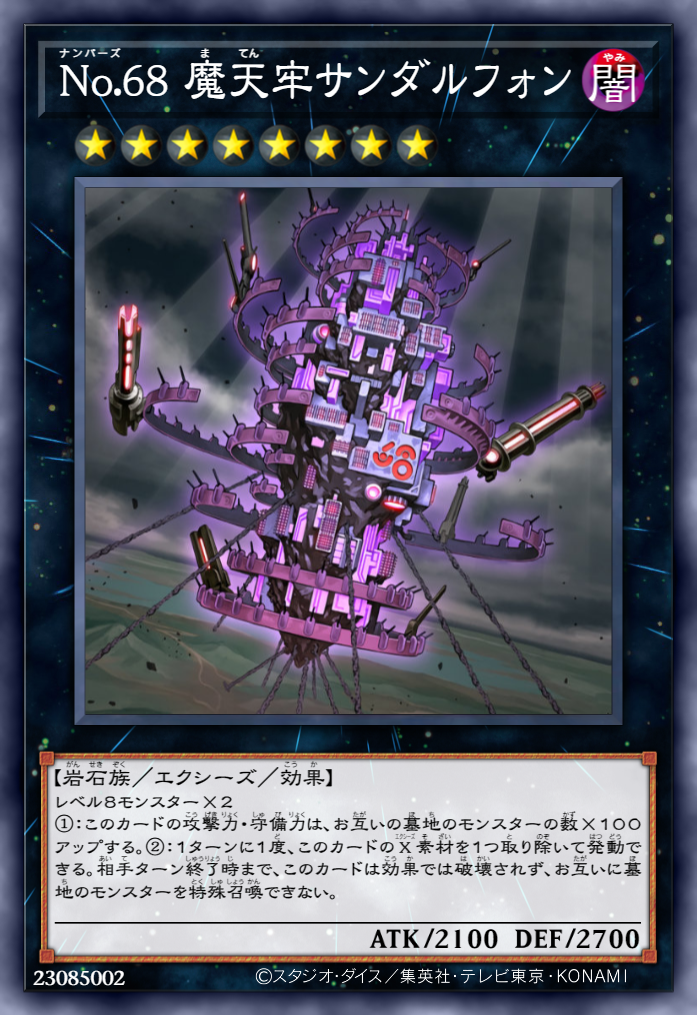 No.68 魔天牢サンダルフォン 闇
【岩石族／エクシーズ／効果】
レベル８モンスター×２
①：このカードの攻撃力・守備力は、お互いの墓地のモンスターの数×１００
アップする。②：１ターンに１度、このカードのＸ素材を１つ取り除いて発動で
きる。相手ターン終了時まで、このカードは効果では破壊されず、お互いに墓
地のモンスターを特殊召喚できない。
ATK/2100 DEF/2700
23085002 ©スタジオ・ダイス／集英社・テレビ東京・KONAMI